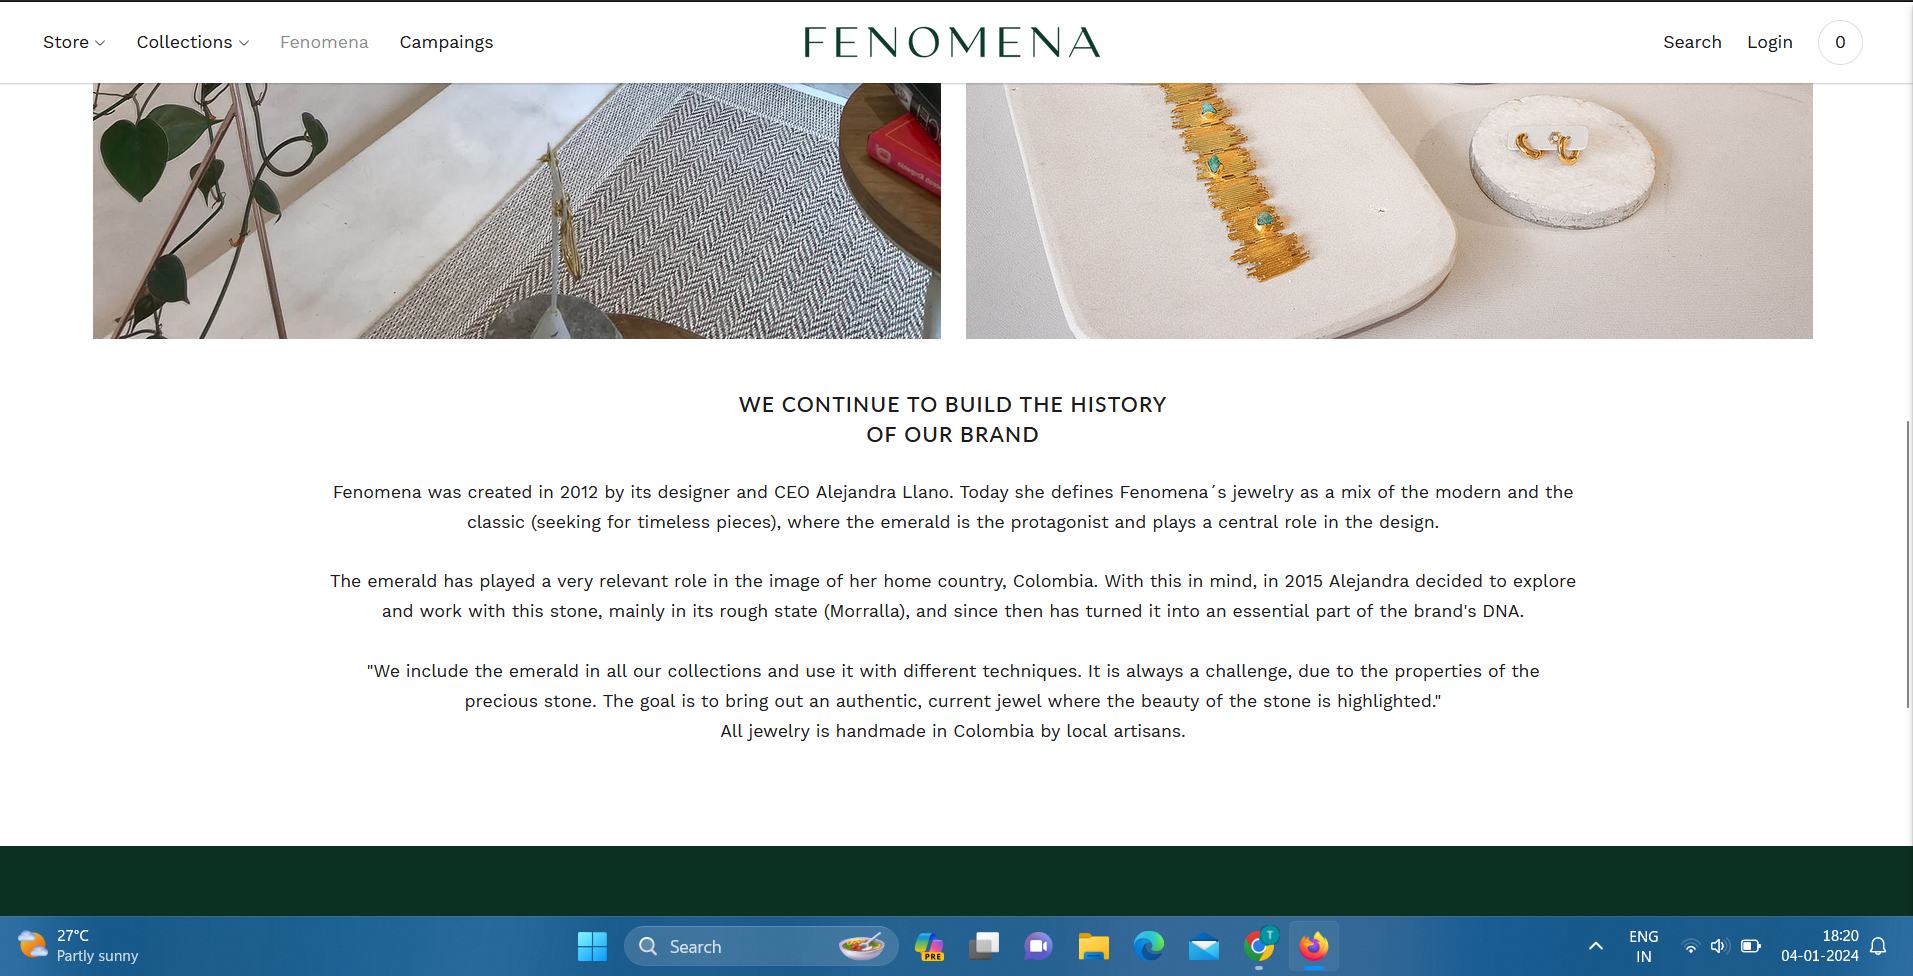 Store
Collections
Fenomena
Campaings
FENOMENA
Search
Login
0
WE CONTINUE TO BUILD THE HISTORY
OF OUR BRAND
Fenomena was created in 2012 by its designer and CEO Alejandra Llano. Today she defines Fenomena´s jewelry as a mix of the modern and the
classic (seeking for timeless pieces), where the emerald is the protagonist and plays a central role in the design.
The emerald has played a very relevant role in the image of her home country, Colombia. With this in mind, in 2015 Alejandra decided to explore
and work with this stone, mainly in its rough state (Morralla), and since then has turned it into an essential part of the brand's DNA.
"We include the emerald in all our collections and use it with different techniques. It is always a challenge, due to the properties of the
precious stone. The goal is to bring out an authentic, current jewel where the beauty of the stone is highlighted."
All jewelry is handmade in Colombia by local artisans.
27°C
Partly sunny
Search
PRE
T
ENG
IN
18:20
04-01-2024